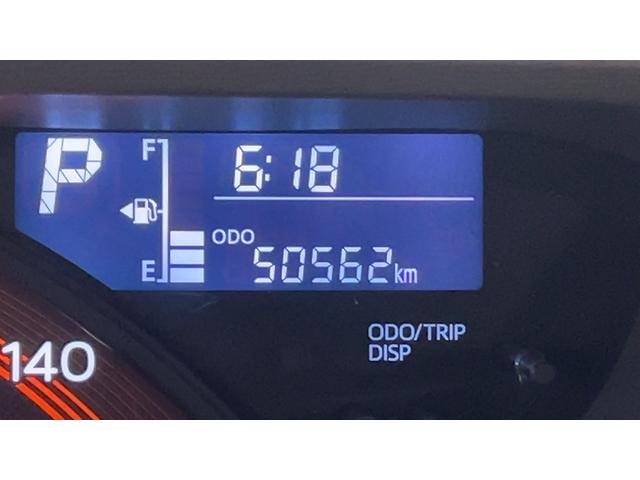 P
F
6:18
E
ODO
50562km
140
ODO/TRIP
DISP